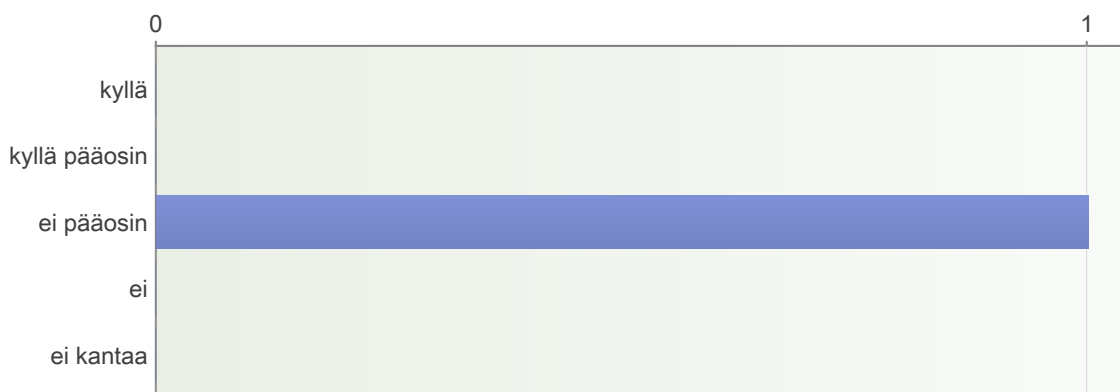 0 1
kyllä
kyllä pääosin
ei pääosin
ei
ei kantaa